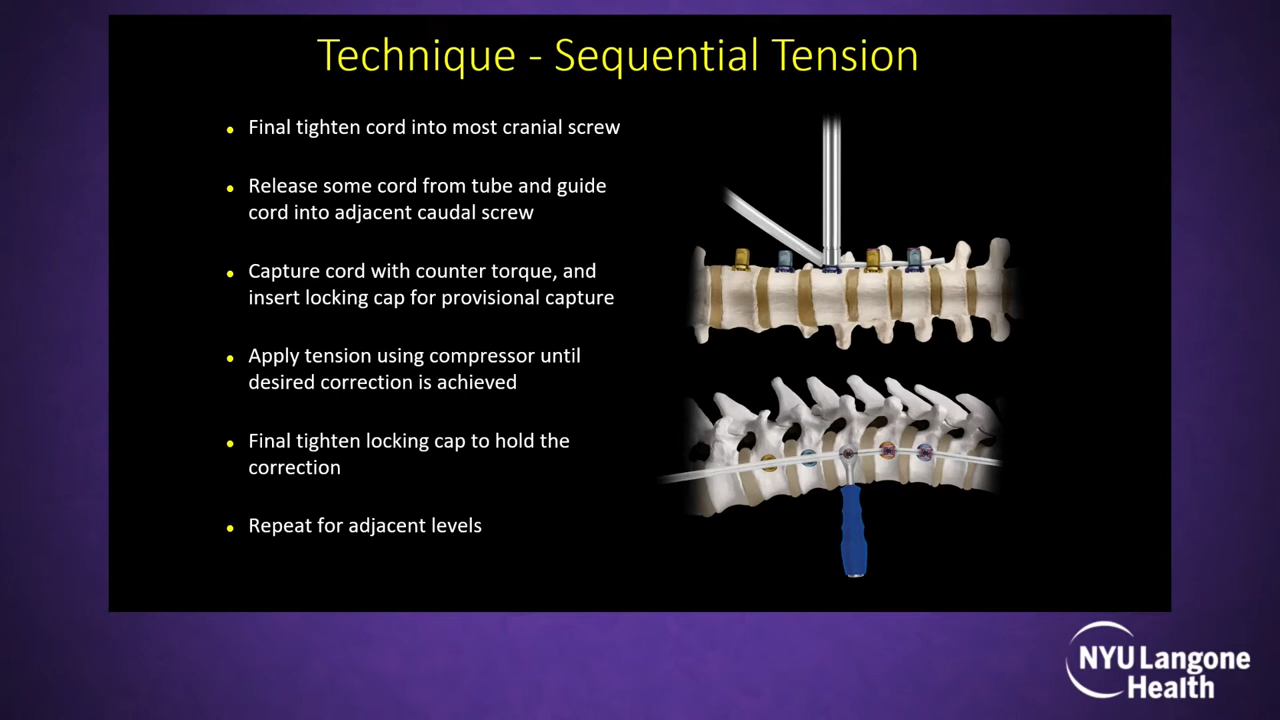 Technique - Sequential Tension
• Final tighten cord into most cranial screw
• Release some cord from tube and guide
cord into adjacent caudal screw
• Capture cord with counter torque, and
insert locking cap for provisional capture
• Apply tension using compressor until
desired correction is achieved
• Final tighten locking cap to hold the
correction
• Repeat for adjacent levels
NYU Langone
Health